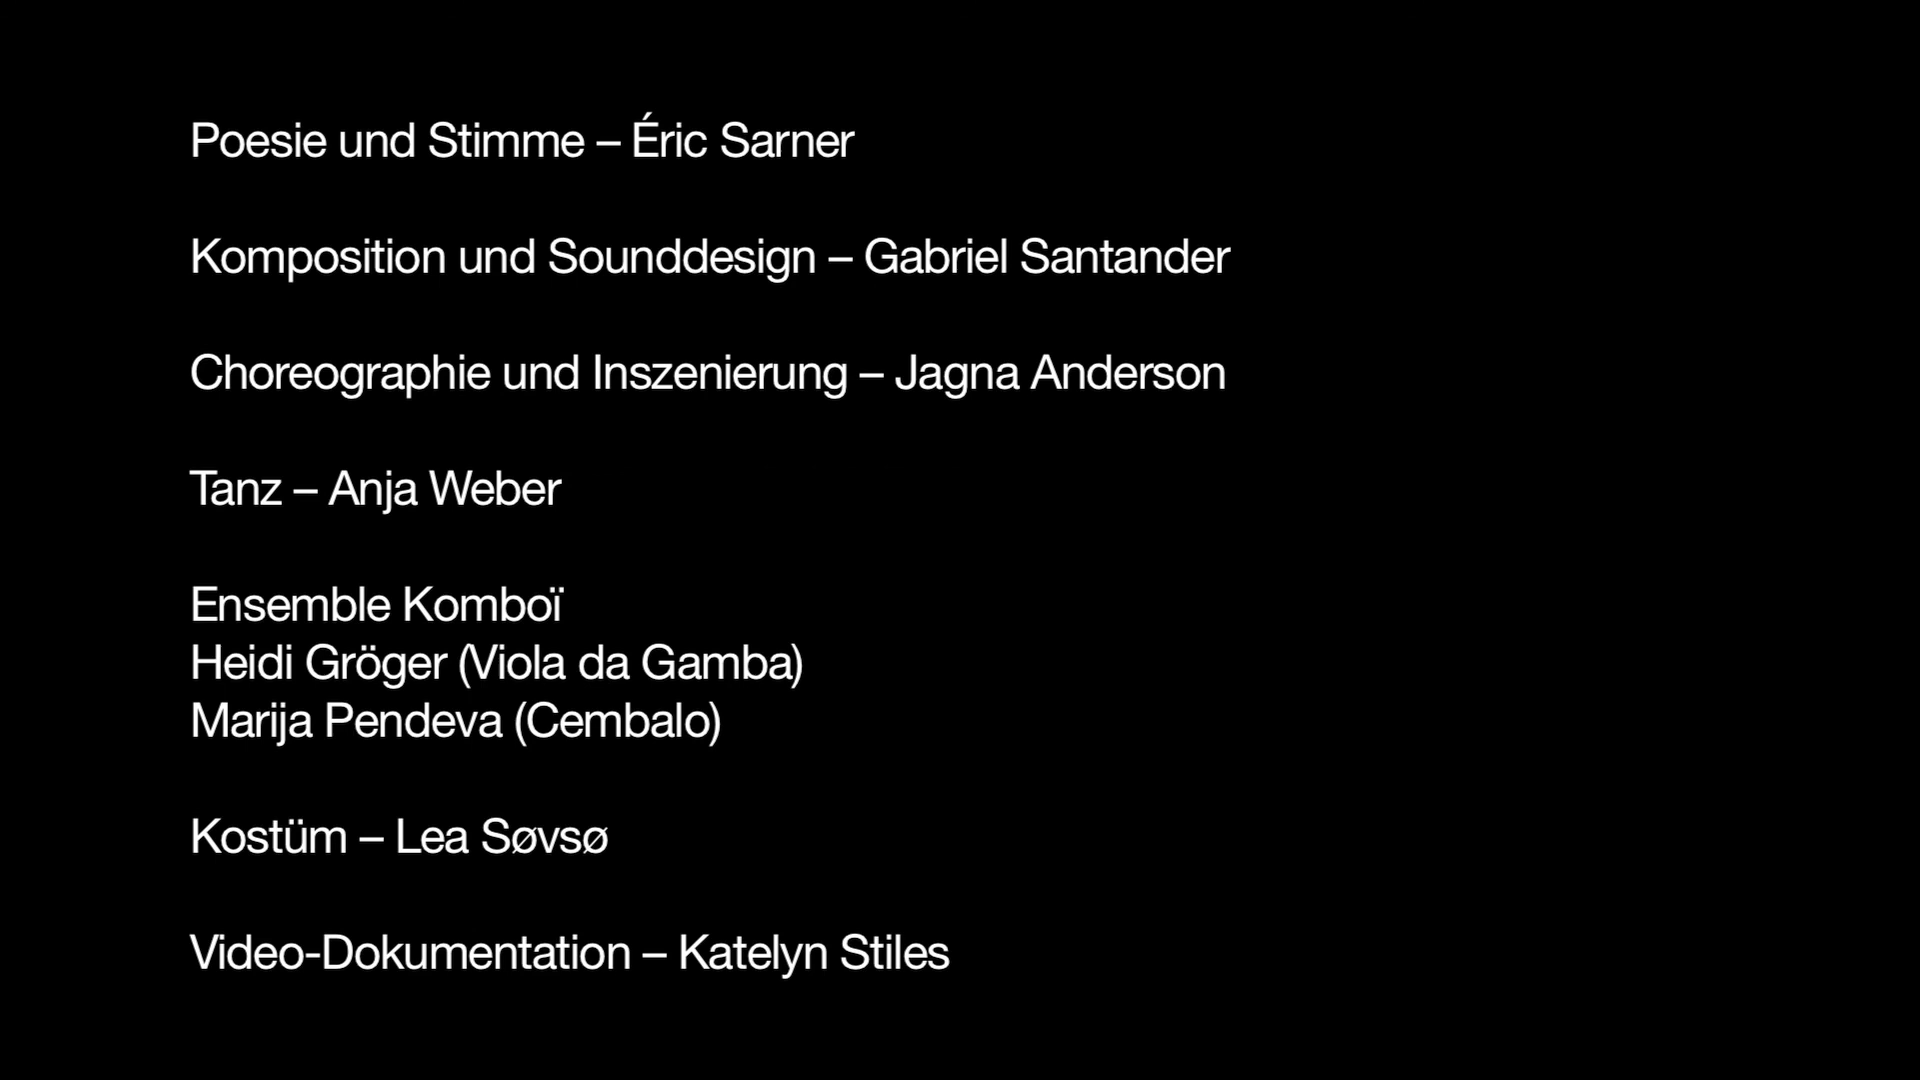 Poesie und Stimme – Éric Sarner
Komposition und Sounddesign – Gabriel Santander
Choreographie und Inszenierung – Jagna Anderson
Tanz – Anja Weber
Ensemble Komboï
Heidi Gröger (Viola da Gamba)
Marija Pendeva (Cembalo)
Kostüm – Lea Søvsø
Video-Dokumentation – Katelyn Stiles